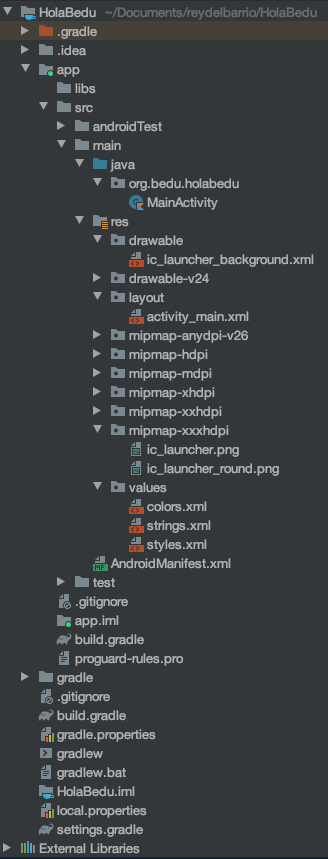 HolaBedu ~/Documents/reydelbarrio/HolaBedu
.gradle
.idea
app
libs
src
androidTest
main
java
org.bedu.holabedu
MainActivity
res
drawable
ic_launcher_background.xml
drawable-v24
layout
activity_main.xml
mipmap-anydpi-v26
mipmap-hdpi
mipmap-mdpi
mipmap-xhdpi
mipmap-xxhdpi
mipmap-xxxhdpi
ic_launcher.png
ic_launcher_round.png
values
colors.xml
strings.xml
styles.xml
MF AndroidManifest.xml
test
.gitignore
app.iml
build.gradle
proguard-rules.pro
gradle
.gitignore
build.gradle
gradle.properties
gradlew
gradlew.bat
HolaBedu.iml
local.properties
settings.gradle
External Libraries